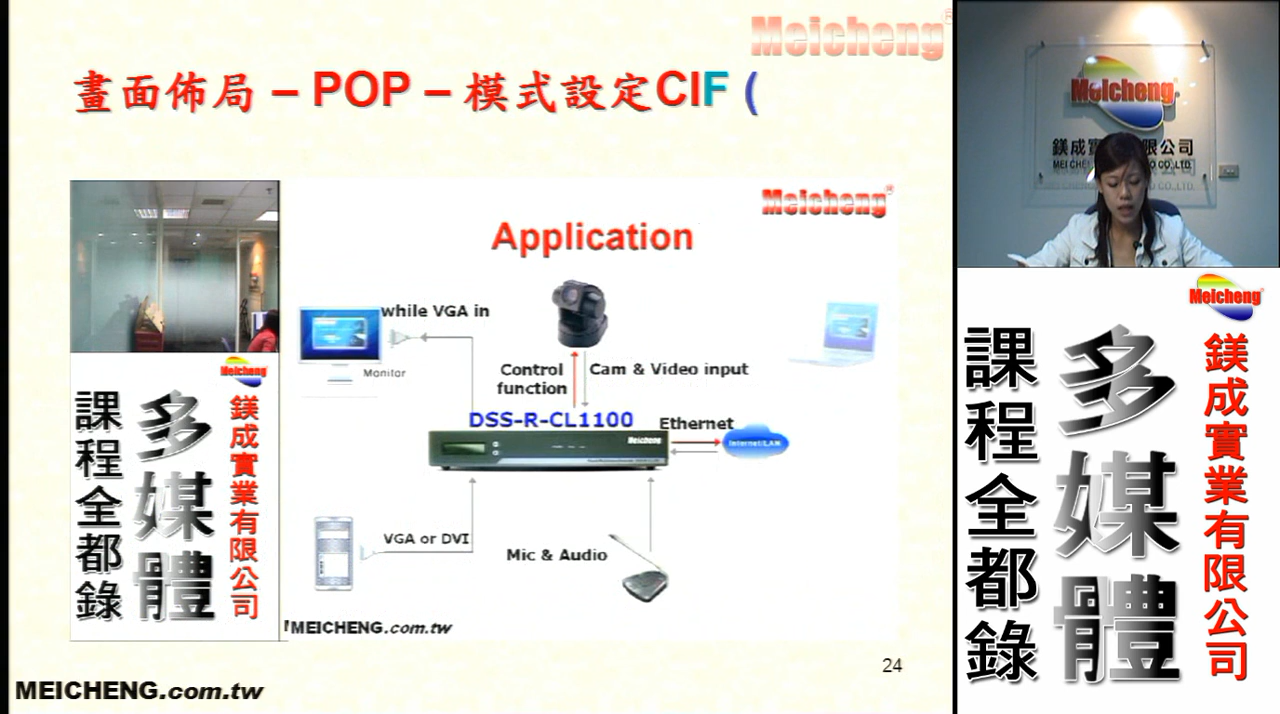 Meicheng
畫面佈局 – POP – 模式設定CIF (
Meicheng
Application
while VGA in
Monitor
Control
function
Cam & Video input
DSS-R-CL1100
Ethernet
Meicheng
Internet/LAN
VGA or DVI
Mic & Audio
MEICHENG.com.tw
Meicheng
課程全都錄
多媒體
鎂成實業有限公司
24
MEICHENG.com.tw
Meicheng
鎂成實 限公司
Meicheng
課程全都錄
多媒體
鎂成實業有限公司